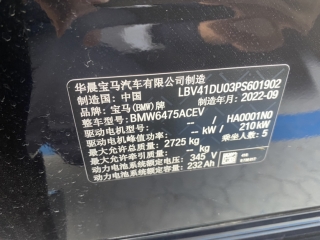 华晨宝马汽车有限公司制造
制造国：中国 LBV41DU03PS601902
品牌：宝马(BMW)牌 制造年月：2022-09
整车型号：BMW6475ACEV
驱动电机型号： HA0001N0
驱动电机峰值功率： -- kW / 210 kW
最大允许总质量：2725 kg 乘坐人数：5
最大允许牵引质量： -- kg
动力电池系统额定电压：345 V
动力电池系统额定容量：232 Ah